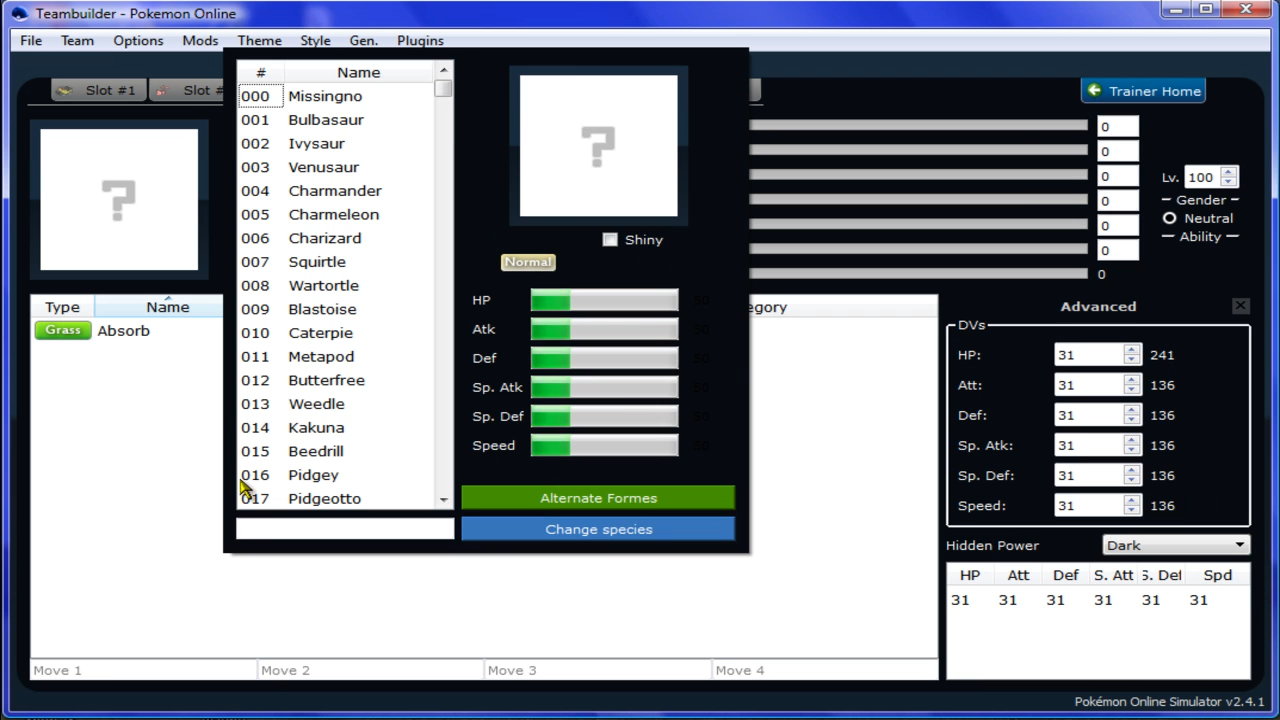 Teambuilder - Pokemon Online
File Team Options Mods Theme Style Gen. Plugins
Slot #1
Slot #
Trainer Home
# Name
000 Missingno
001 Bulbasaur
002 Ivysaur
003 Venusaur
004 Charmander
005 Charmeleon
006 Charizard
007 Squirtle
008 Wartortle
009 Blastoise
010 Caterpie
011 Metapod
012 Butterfree
013 Weedle
014 Kakuna
015 Beedrill
016 Pidgey
017 Pidgeotto
?
?
Shiny
Normal
HP
Atk
Def
Sp. Atk
Sp. Def
Speed
Alternate Formes
Change species
0
0
0
0
0
0
0
Lv. 100
Gender
Neutral
Ability
Type Name egory
Grass Absorb
Advanced
DVs
HP: 31 241
Att: 31 136
Def: 31 136
Sp. Atk: 31 136
Sp. Def: 31 136
Speed: 31 136
Hidden Power Dark
HP Att Def S. Att S. Def Spd
31 31 31 31 31 31
Move 1 Move 2 Move 3 Move 4
Pokémon Online Simulator v2.4.1